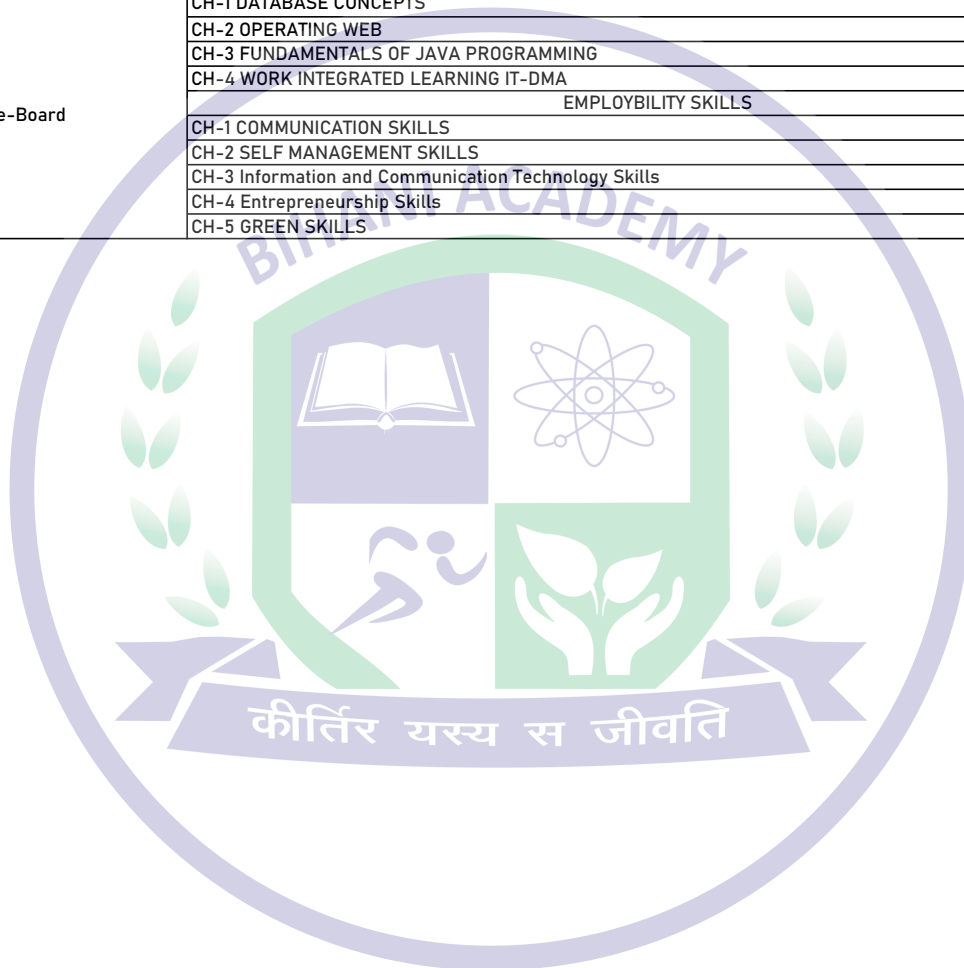 CH-1 DATABASE CONCEPTS
CH-2 OPERATING WEB
CH-3 FUNDAMENTALS OF JAVA PROGRAMMING
CH-4 WORK INTEGRATED LEARNING IT-DMA
e-Board
EMPLOYBILITY SKILLS
CH-1 COMMUNICATION SKILLS
CH-2 SELF MANAGEMENT SKILLS
CH-3 Information and Communication Technology Skills
CH-4 Entrepreneurship Skills
CH-5 GREEN SKILLS
BIHANI ACADEMY
कीर्तिर यस्य स जीवति